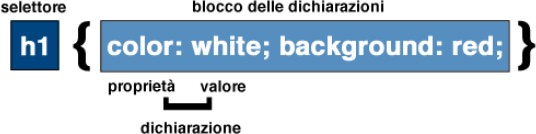 selettore blocco delle dichiarazioni
h1 { color: white; background: red; }
proprietà valore
dichiarazione